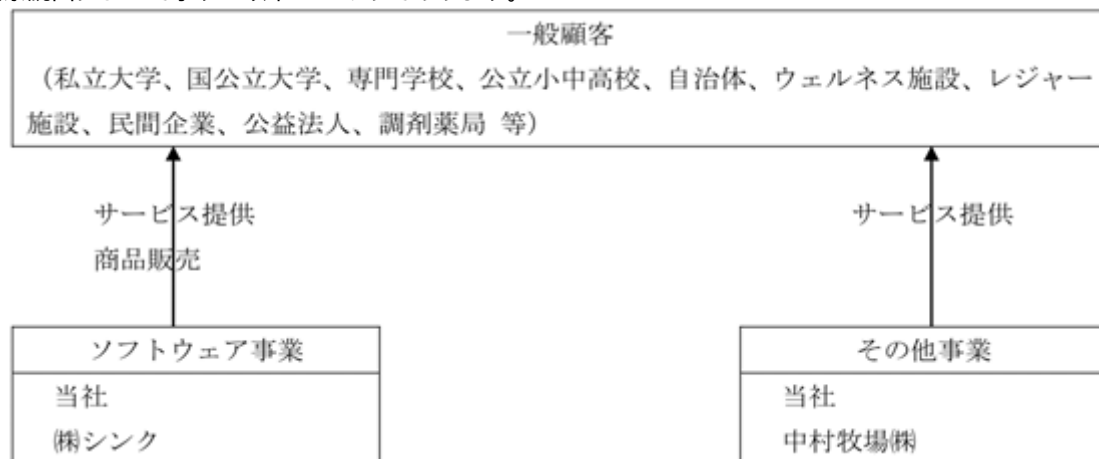 一般顧客
(私立大学、国公立大学、専門学校、公立小中高校、自治体、ウェルネス施設、レジャー
施設、民間企業、公益法人、調剤薬局 等)
サービス提供
商品販売
サービス提供
ソフトウェア事業
当社
㈱シンク
その他事業
当社
中村牧場㈱